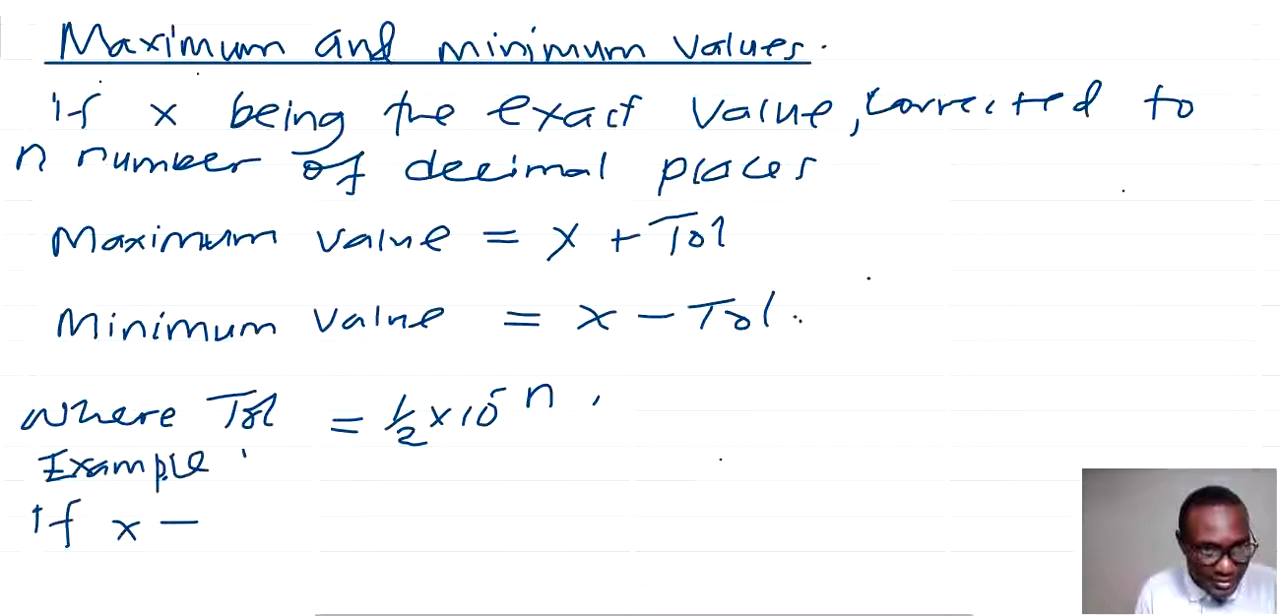 Maximum and minimum values.
If x being the exact value, corrected to
n number of decimal places
Maximum value = x + Tol
Minimum value = x - Tol.
where Tol = 1/2 × 10^-n.
Example
If x =